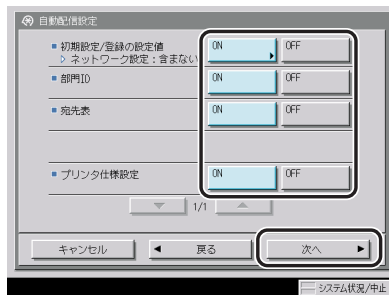 自動配信設定
■ 初期設定/登録の設定値 ON OFF
▷ ネットワーク設定：含まない
■ 部門ID ON OFF
■ 宛先表 ON OFF
■ プリンタ仕様設定 ON OFF
▼ 1/1 ▲
キャンセル ◀ 戻る 次へ ▶
システム状況/中止